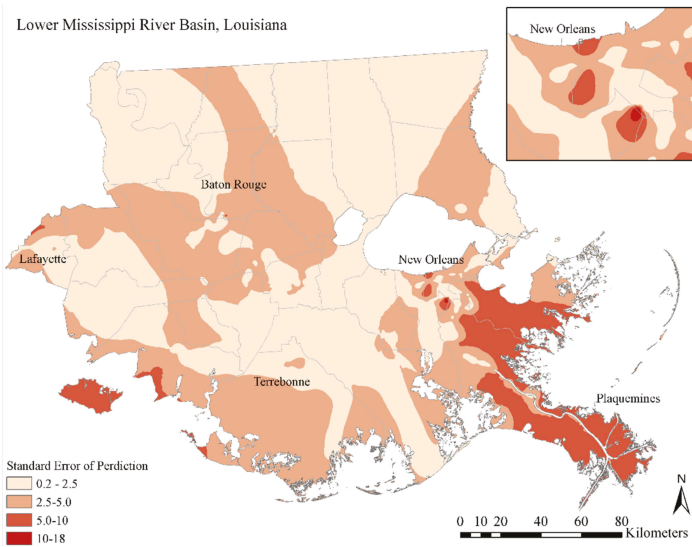 Lower Mississippi River Basin, Louisiana
New Orleans
Baton Rouge
Lafayette
New Orleans
Terrebonne
Plaquemines
Standard Error of Perdiction
0.2 - 2.5
2.5-5.0
5.0-10
10-18
N
0 10 20 40 60 80
Kilometers